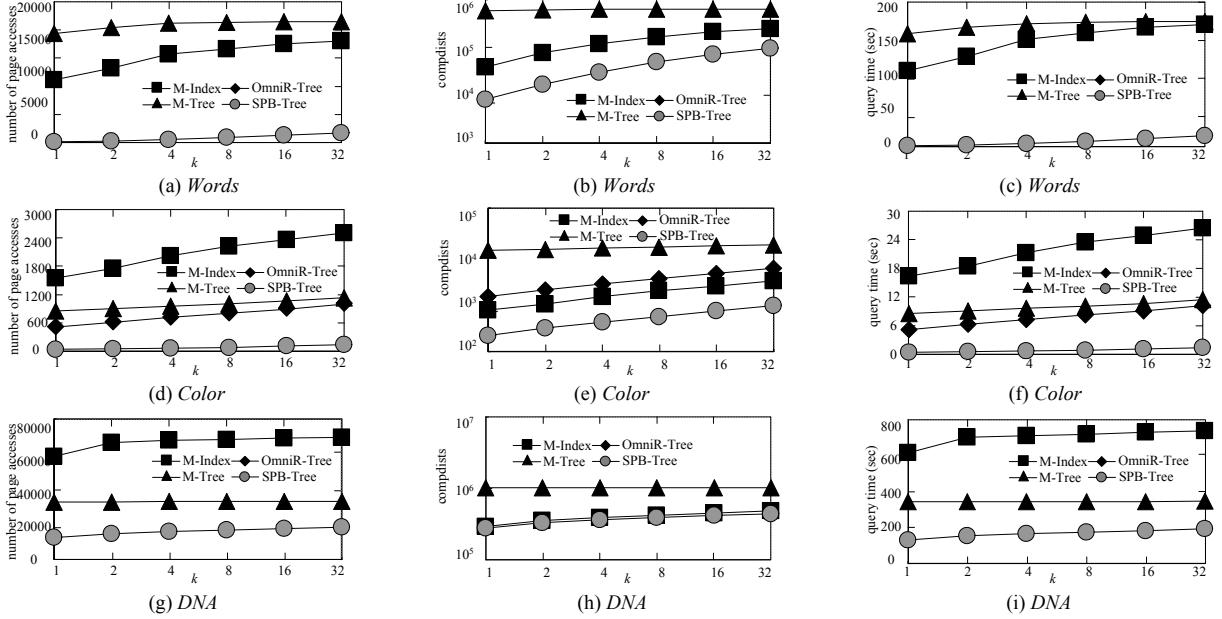 20000
15000
10000
5000
0
number of page accesses
M-Index OmniR-Tree
M-Tree SPB-Tree
1 2 4 8 16 32
k
(a) Words
10^6
10^5
10^4
10^3
compdists
M-Index OmniR-Tree
M-Tree SPB-Tree
1 2 4 8 16 32
k
(b) Words
200
150
100
50
0
query time (sec)
M-Index OmniR-Tree
M-Tree SPB-Tree
1 2 4 8 16 32
k
(c) Words
3000
2400
1800
1200
600
0
number of page accesses
M-Index OmniR-Tree
M-Tree SPB-Tree
1 2 4 8 16 32
k
(d) Color
10^5
10^4
10^3
10^2
compdists
M-Index OmniR-Tree
M-Tree SPB-Tree
1 2 4 8 16 32
k
(e) Color
30
24
18
12
6
0
query time (sec)
M-Index OmniR-Tree
M-Tree SPB-Tree
1 2 4 8 16 32
k
(f) Color
80000
60000
40000
20000
0
number of page accesses
M-Index OmniR-Tree
M-Tree SPB-Tree
1 2 4 8 16 32
k
(g) DNA
10^7
10^6
10^5
compdists
M-Index OmniR-Tree
M-Tree SPB-Tree
1 2 4 8 16 32
k
(h) DNA
800
600
400
200
0
query time (sec)
M-Index OmniR-Tree
M-Tree SPB-Tree
1 2 4 8 16 32
k
(i) DNA